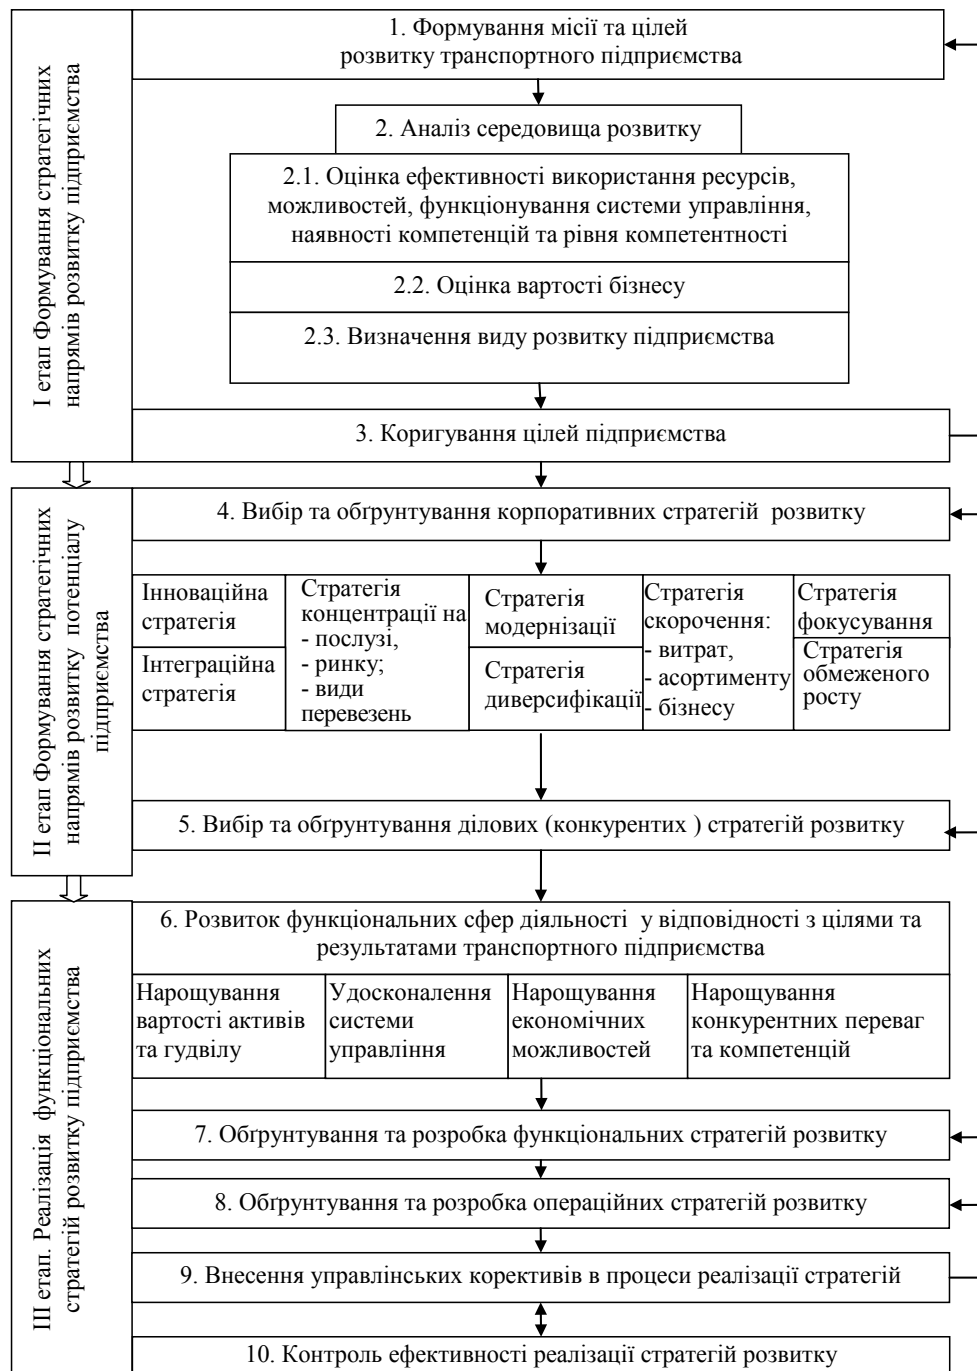 І етап Формування стратегічних
напрямів розвитку підприємства
1. Формування місії та цілей
розвитку транспортного підприємства
2. Аналіз середовища розвитку
2.1. Оцінка ефективності використання ресурсів,
можливостей, функціонування системи управління,
наявності компетенцій та рівня компетентності
2.2. Оцінка вартості бізнесу
2.3. Визначення виду розвитку підприємства
3. Коригування цілей підприємства
ІІ етап Формування стратегічних
напрямів розвитку потенціалу
підприємства
4. Вибір та обґрунтування корпоративних стратегій розвитку
Інноваційна
стратегія
Інтеграційна
стратегія
Стратегія
концентрації на
- послузі,
- ринку;
- види
перевезень
Стратегія
модернізації
Стратегія
диверсифікації
Стратегія
скорочення:
- витрат,
- асортименту
- бізнесу
Стратегія
фокусування
Стратегія
обмеженого
росту
5. Вибір та обґрунтування ділових (конкурентих ) стратегій розвитку
ІІІ етап. Реалізація функціональних
стратегій розвитку підприємства
6. Розвиток функціональних сфер діяльності у відповідності з цілями та
результатами транспортного підприємства
Нарощування
вартості активів
та гудвілу
Удосконалення
системи
управління
Нарощування
економічних
можливостей
Нарощування
конкурентних переваг
та компетенцій
7. Обґрунтування та розробка функціональних стратегій розвитку
8. Обґрунтування та розробка операційних стратегій розвитку
9. Внесення управлінських корективів в процеси реалізації стратегій
10. Контроль ефективності реалізації стратегій розвитку